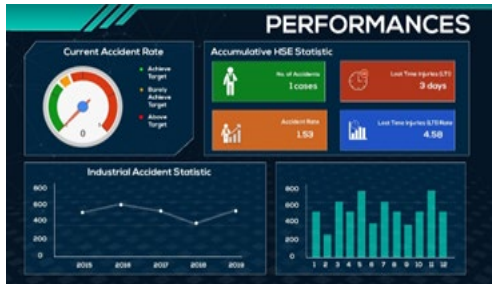 PERFORMANCES
Current Accident Rate
Achieve
Target
Barely
Achieve
Target
Above
Target
0
Accumulative HSE Statistic
No. of Accidents
1 cases
Lost Time Injuries (LTI)
3 days
Accident Rate
1.53
Lost Time Injuries (LTI) Rate
4.58
Industrial Accident Statistic
800
600
400
200
0
2015 2016 2017 2018 2019
800
600
400
200
0
1 2 3 4 5 6 7 8 9 10 11 12